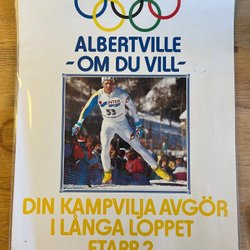 ALBERTVILLE
-OM DU VILL-
53
DIN KAMPVILJA AVGÖR
I LÅNGA LOPPET
ETAPP 2